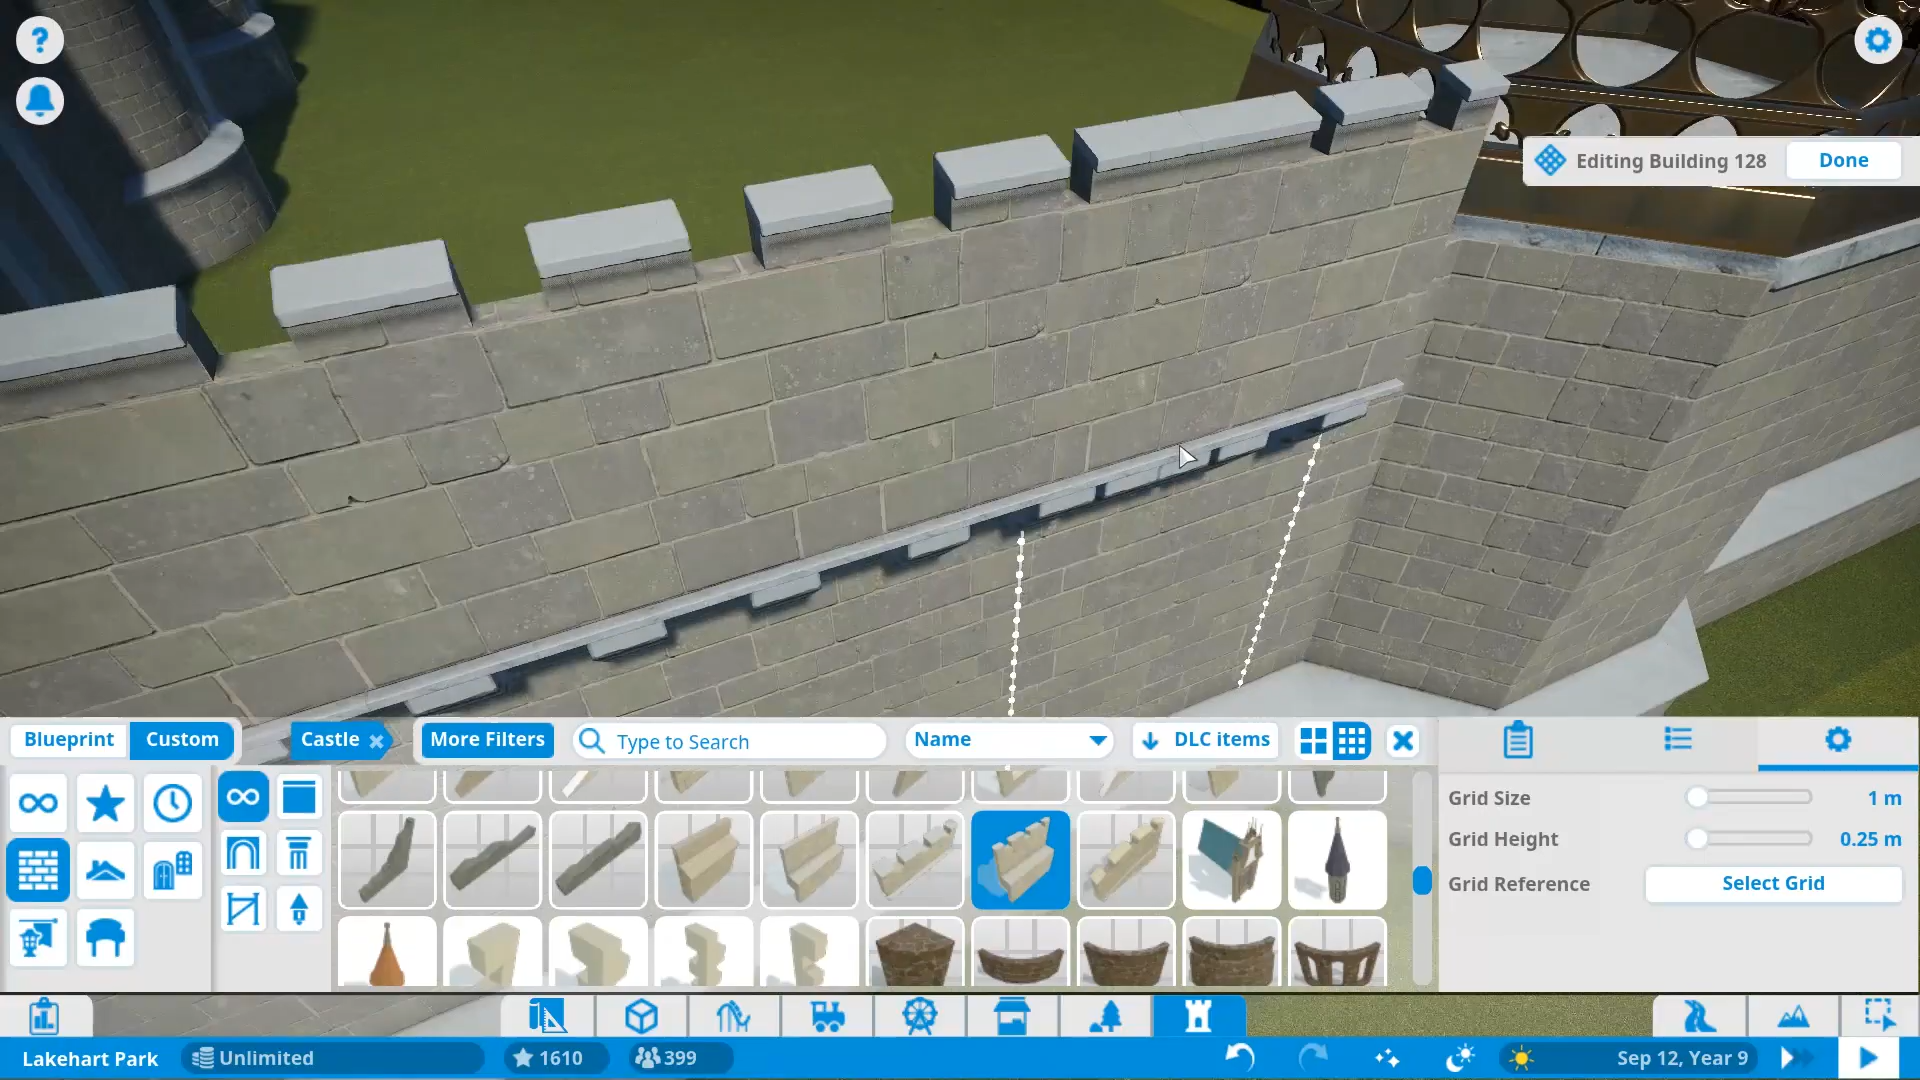 ?
Editing Building 128
Done
Blueprint
Custom
Castle
More Filters
Type to Search
Name
DLC items
Grid Size
1 m
Grid Height
0.25 m
Grid Reference
Select Grid
Lakehart Park
Unlimited
1610
399
Sep 12, Year 9